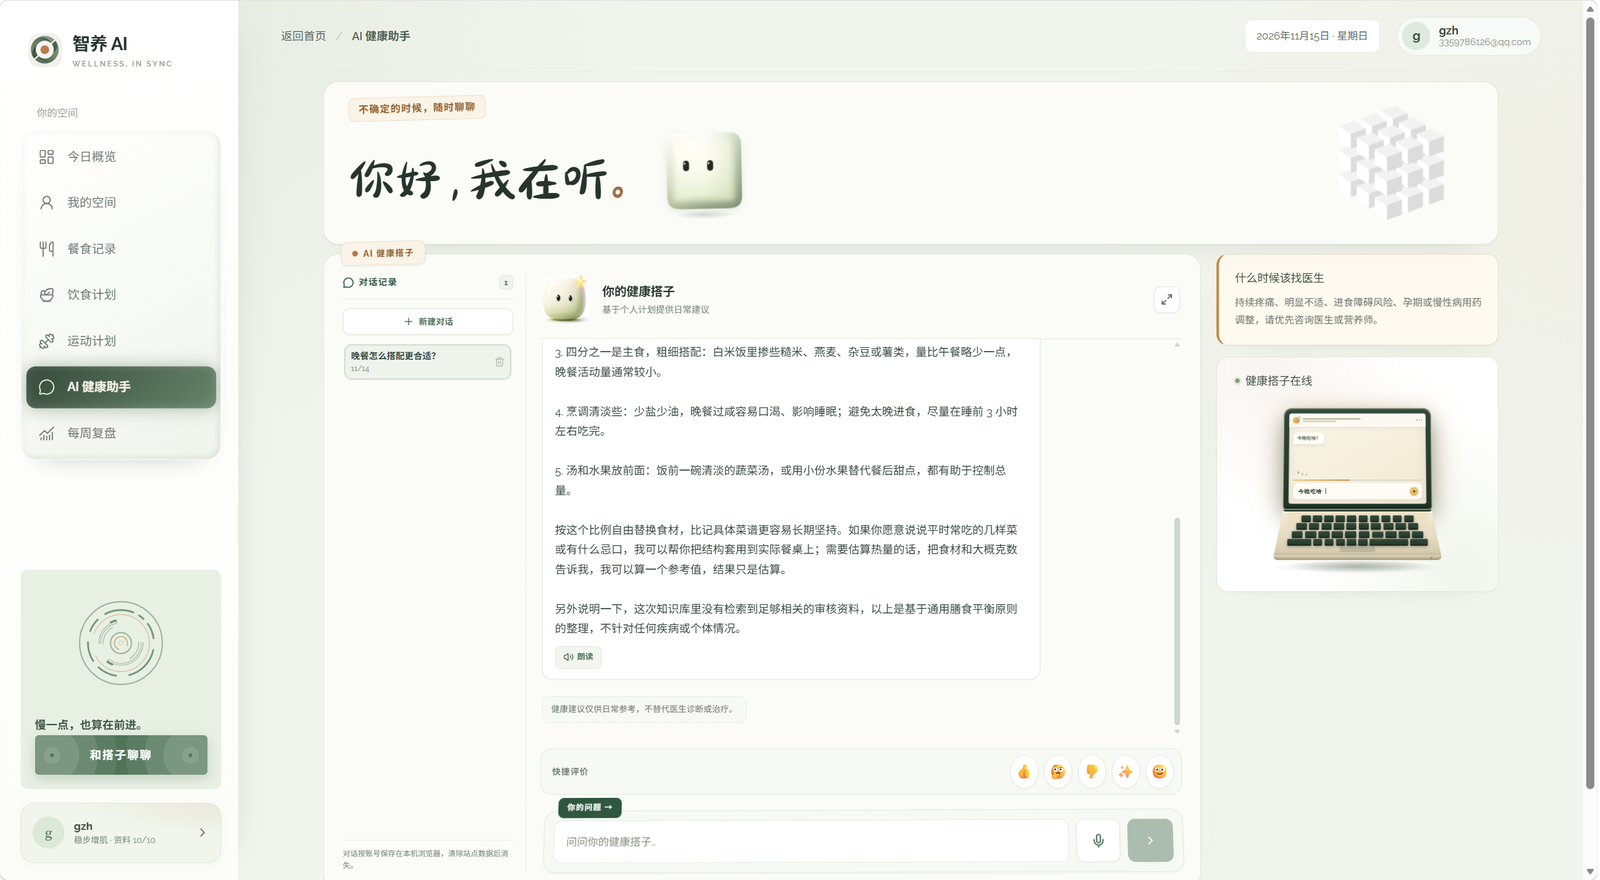 智养 AI
WELLNESS, IN SYNC
你的空间
今日概览
我的空间
餐食记录
饮食计划
运动计划
AI 健康助手
每周复盘
慢一点，也算在前进。
和搭子聊聊
g
gzh
稳步增肌 · 资料 10/10
返回首页 / AI 健康助手
2026年11月15日 · 星期日
g
gzh
3359786126@qq.com
不确定的时候，随时聊聊
你好，我在听。
AI 健康搭子
对话记录
1
+ 新建对话
晚餐怎么搭配更合适？
11/14
对话按账号保存在本机浏览器，清除站点数据后消
失。
你的健康搭子
基于个人计划提供日常建议
3. 四分之一是主食，粗细搭配：白米饭里掺些糙米、燕麦、杂豆或薯类，量比午餐略少一点，
晚餐活动量通常较小。
4. 烹调清淡些：少盐少油，晚餐过咸容易口渴、影响睡眠；避免太晚进食，尽量在睡前 3 小时
左右吃完。
5. 汤和水果放前面：饭前一碗清淡的蔬菜汤，或用小份水果替代餐后甜点，都有助于控制总
量。
按这个比例自由替换食材，比记具体菜谱更容易长期坚持。如果你愿意说说平时常吃的几样菜
或有什么忌口，我可以帮你把结构套用到实际餐桌上；需要估算热量的话，把食材和大概克数
告诉我，我可以算一个参考值，结果只是估算。
另外说明一下，这次知识库里没有检索到足够相关的审核资料，以上是基于通用膳食平衡原则
的整理，不针对任何疾病或个体情况。
朗读
健康建议仅供日常参考，不替代医生诊断或治疗。
快捷评价
你的问题 →
问问你的健康搭子…
什么时候该找医生
持续疼痛、明显不适、进食障碍风险、孕期或慢性病用药
调整，请优先咨询医生或营养师。
健康搭子在线
今晚吃啥?
今晚吃啥